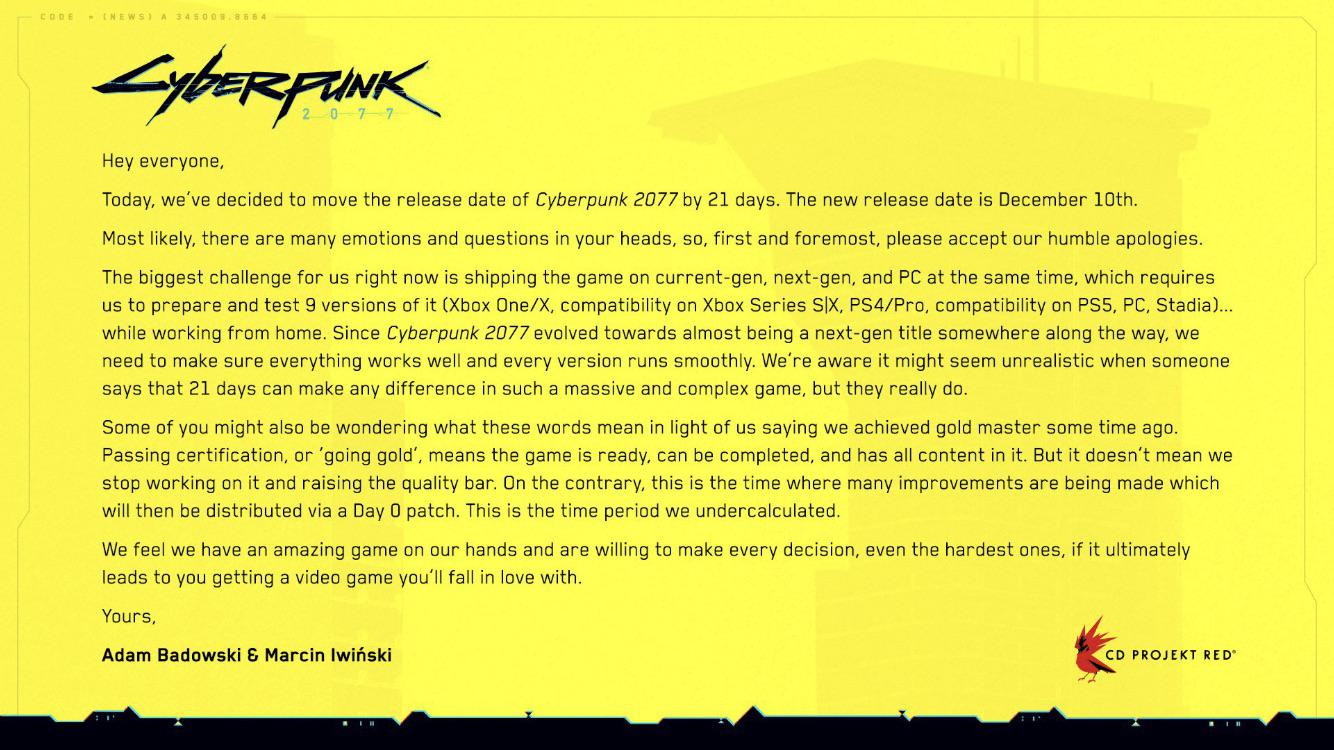 CODE » (NEWS) A 345009.8664
Cyberpunk
2077
Hey everyone,
Today, we've decided to move the release date of Cyberpunk 2077 by 21 days. The new release date is December 10th.
Most likely, there are many emotions and questions in your heads, so, first and foremost, please accept our humble apologies.
The biggest challenge for us right now is shipping the game on current-gen, next-gen, and PC at the same time, which requires
us to prepare and test 9 versions of it (Xbox One/X, compatibility on Xbox Series S|X, PS4/Pro, compatibility on PS5, PC, Stadia)...
while working from home. Since Cyberpunk 2077 evolved towards almost being a next-gen title somewhere along the way, we
need to make sure everything works well and every version runs smoothly. We're aware it might seem unrealistic when someone
says that 21 days can make any difference in such a massive and complex game, but they really do.
Some of you might also be wondering what these words mean in light of us saying we achieved gold master some time ago.
Passing certification, or 'going gold', means the game is ready, can be completed, and has all content in it. But it doesn't mean we
stop working on it and raising the quality bar. On the contrary, this is the time where many improvements are being made which
will then be distributed via a Day 0 patch. This is the time period we undercalculated.
We feel we have an amazing game on our hands and are willing to make every decision, even the hardest ones, if it ultimately
leads to you getting a video game you'll fall in love with.
Yours,
Adam Badowski & Marcin Iwiński
CD PROJEKT RED®